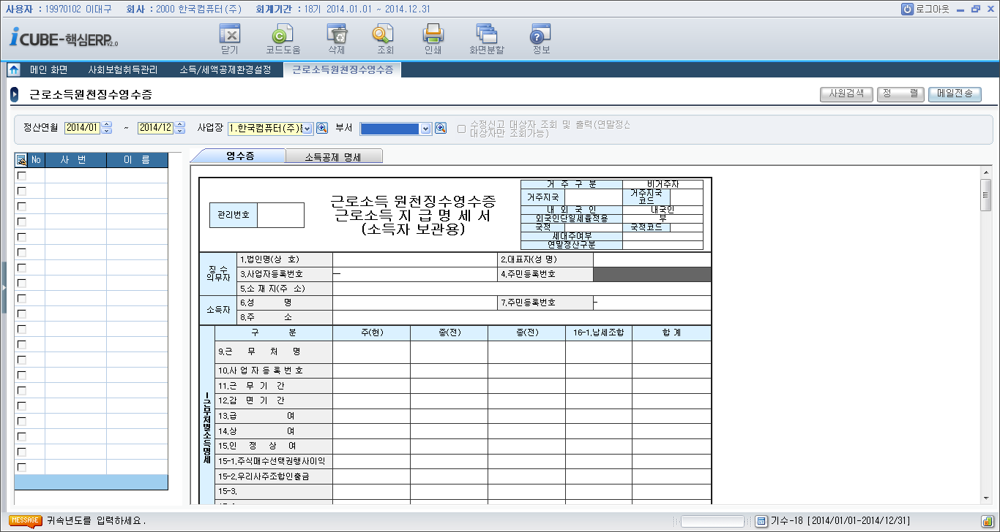 사용자 : 19970102 이대구 회사 : 2000 한국컴퓨터(주) 회계기간 : 18기 2014.01.01 ~ 2014.12.31 로그아웃
iCUBE-핵심ERP v2.0
닫기 코드도움 삭제 조회 인쇄 화면분할 정보
메인 화면 사회보험취득관리 소득/세액공제환경설정 근로소득원천징수영수증
근로소득원천징수영수증 사원검색 정 렬 메일전송
정산연월 2014/01 ~ 2014/12 사업장 1.한국컴퓨터(주) 부서 수정신고 대상자 조회 및 출력(연말정산
대상자만 조회가능)
No 사 번 이 름
영수증 소득공제 명세
관리번호
근로소득 원천징수영수증
근로소득 지 급 명 세 서
(소득자 보관용)
거 주 구 분 비거주자
거주지국 거주지국
코드
내 외 국 인 내국인
외국인단일세율적용 부
국적 국적코드
세대주여부
연말정산구분
징 수
의무자
1.법인명(상 호) 2.대표자(성 명)
3.사업자등록번호 - 4.주민등록번호
5.소 재 지(주 소)
소득자
6.성 명 7.주민등록번호 -
8.주 소
구 분 주(현) 종(전) 종(전) 16-1.납세조합 합 계
I근무처별소득명세
9.근 무 처 명
10.사 업 자 등 록 번 호
11.근 무 기 간
12.감 면 기 간
13.급 여
14.상 여
15.인 정 상 여
15-1.주식매수선택권행사이익
15-2.우리사주조합인출금
15-3.
MESSAGE 귀속년도를 입력하세요. 기수-18 [2014/01/01-2014/12/31]